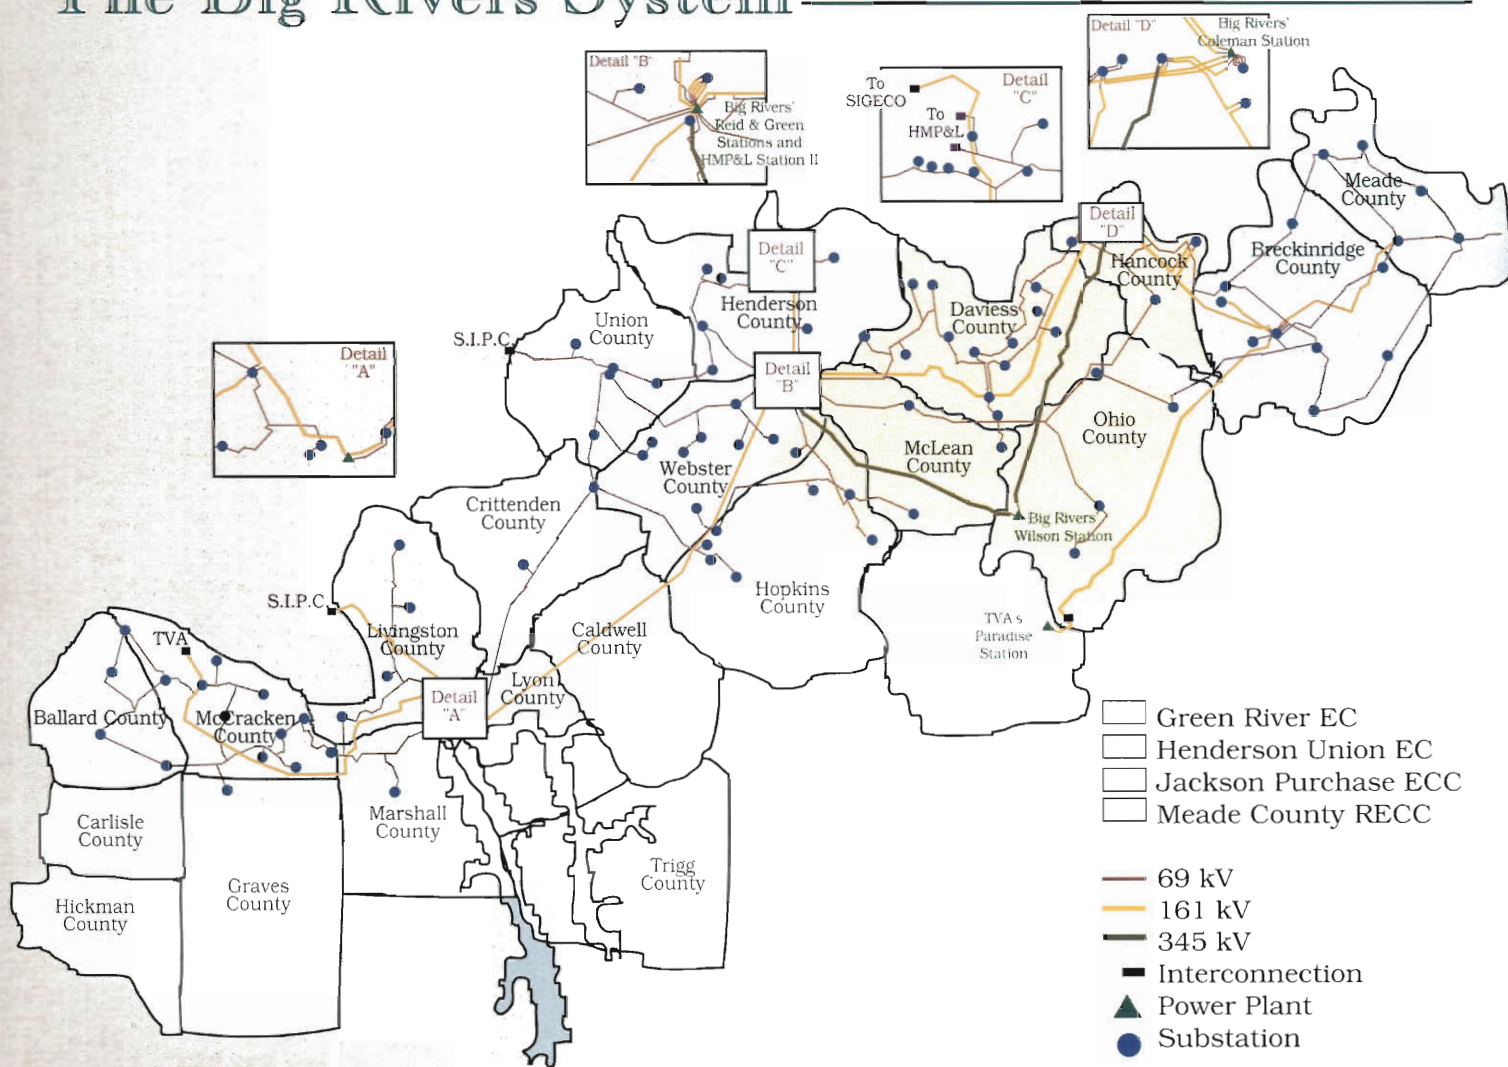 The Big Rivers System
Detail "D"
Big Rivers'
Coleman Station
Detail "B"
Big Rivers'
Reid & Green
Stations and
HMP&L Station II
To
SIGECO
Detail
"C"
To
HMP&L
Meade
County
Detail
"D"
Breckinridge
County
Hancock
County
Detail
"C"
Henderson
County
Daviess
County
Union
County
S.I.P.C.
Detail
"A"
Detail
"B"
Ohio
County
McLean
County
Webster
County
Crittenden
County
Big Rivers'
Wilson Station
Hopkins
County
S.I.P.C.
TVA
Livingston
County
Caldwell
County
TVA's
Paradise
Station
Lyon
County
Detail
"A"
Ballard County
McCracken
County
Marshall
County
Carlisle
County
Graves
County
Trigg
County
Hickman
County
Green River EC
Henderson Union EC
Jackson Purchase ECC
Meade County RECC
69 kV
161 kV
345 kV
Interconnection
Power Plant
Substation